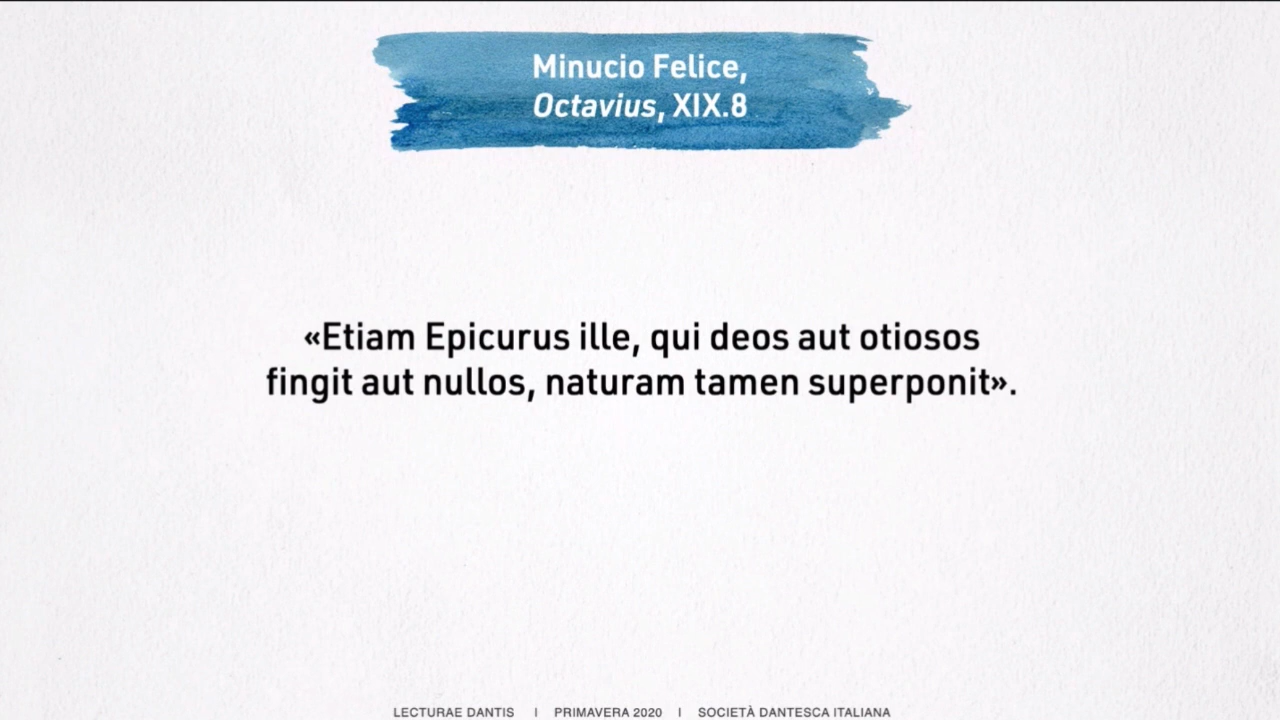 Minucio Felice,
Octavius, XIX.8
«Etiam Epicurus ille, qui deos aut otiosos
fingit aut nullos, naturam tamen superponit».
LECTURAE DANTIS | PRIMAVERA 2020 | SOCIETÀ DANTESCA ITALIANA